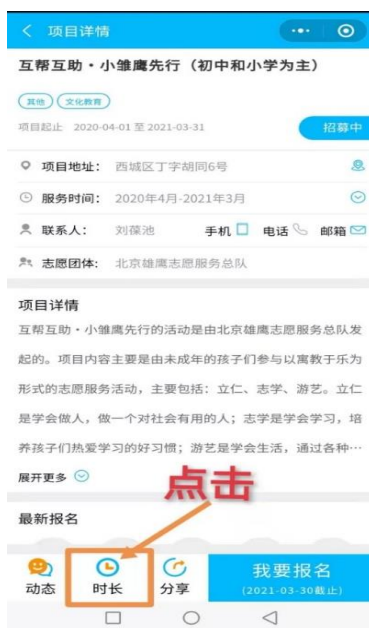 项目详情
互帮互助·小雏鹰先行（初中和小学为主）
其他 文化教育
项目起止 2020-04-01 至 2021-03-31 招募中
项目地址： 西城区丁字胡同6号
服务时间： 2020年4月-2021年3月
联系人： 刘葆池 手机 电话 邮箱
志愿团体： 北京雄鹰志愿服务总队
项目详情
互帮互助·小雏鹰先行的活动是由北京雄鹰志愿服务总队发
起的。项目内容主要是由未成年的孩子们参与以寓教于乐为
形式的志愿服务活动，主要包括：立仁、志学、游艺。立仁
是学会做人，做一个对社会有用的人；志学是学会学习，培
养孩子们热爱学习的好习惯；游艺是学会生活，通过各种…
展开更多
点击
最新报名
动态 时长 分享 我要报名
(2021-03-30截止)